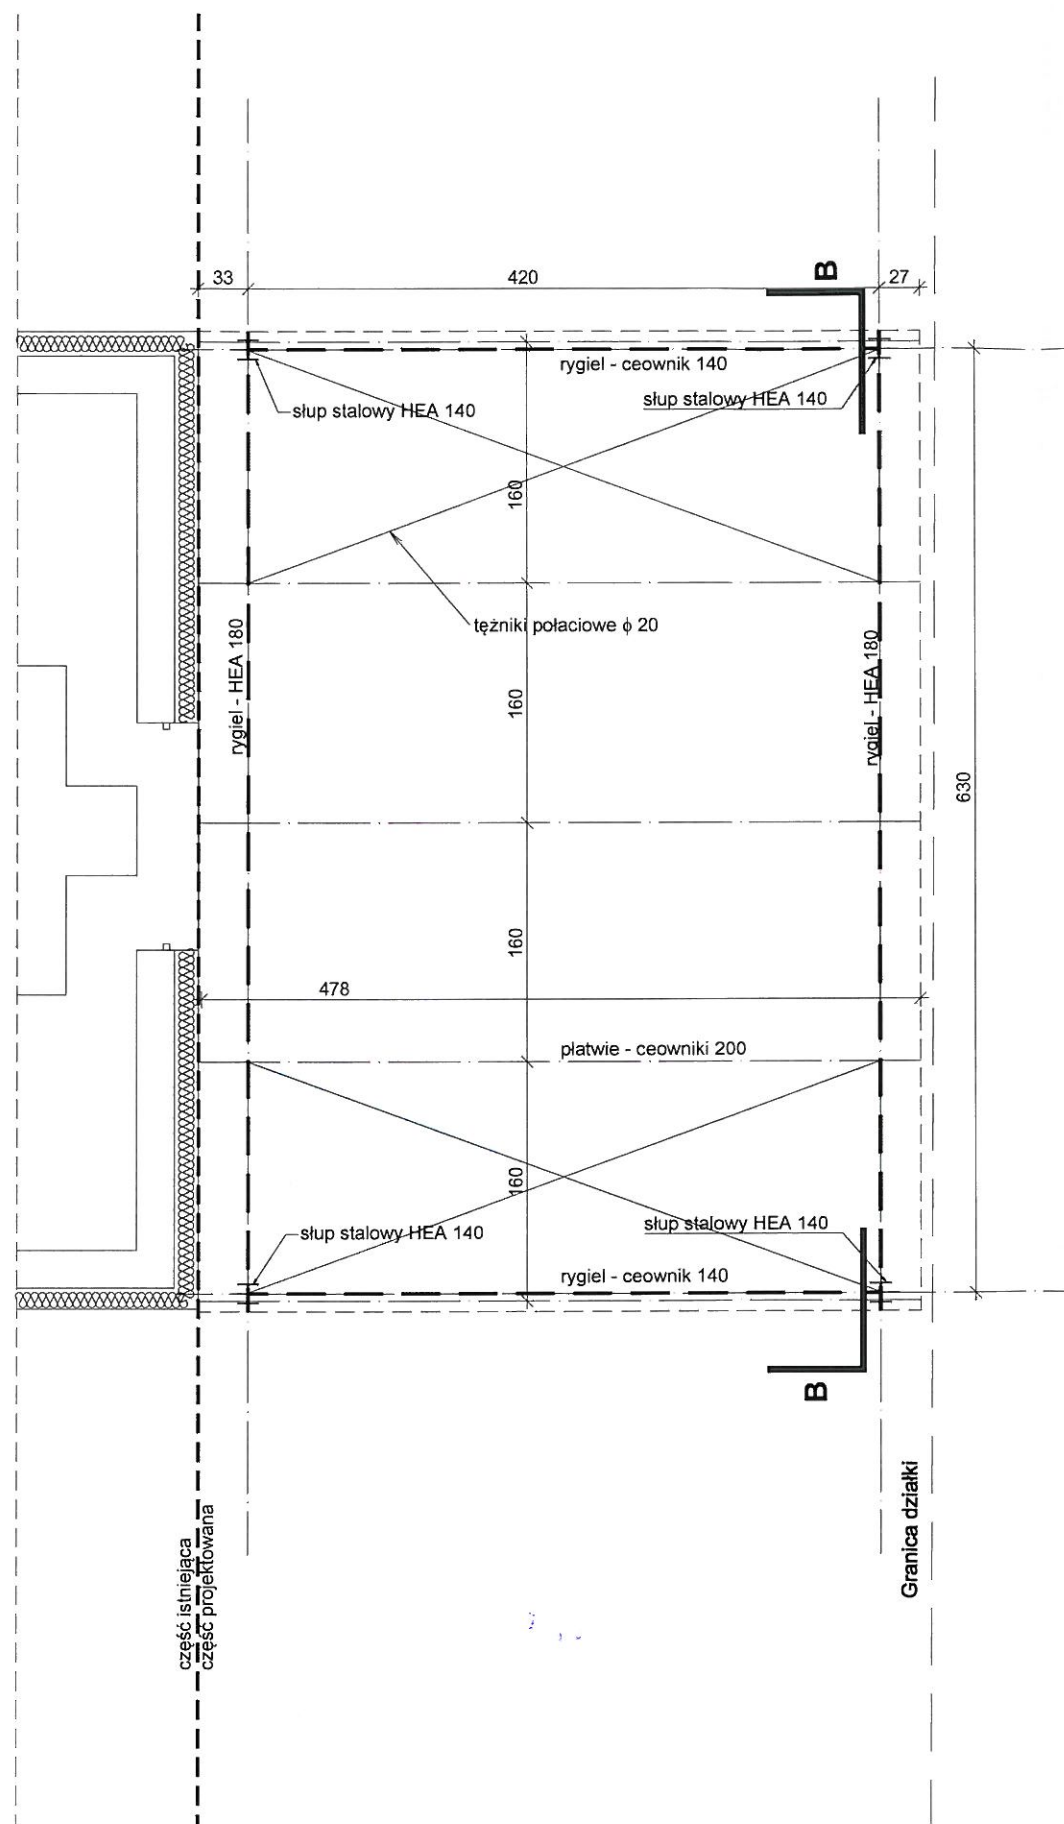 33
420
B
27
rygiel - ceownik 140
słup stalowy HEA 140
słup stalowy HEA 140
160
tężniki połaciowe ϕ 20
rygiel - HEA 180
rygiel - HEA 180
160
630
160
478
płatwie - ceowniki 200
160
słup stalowy HEA 140
słup stalowy HEA 140
rygiel - ceownik 140
B
Granica działki
część istniejąca
część projektowana